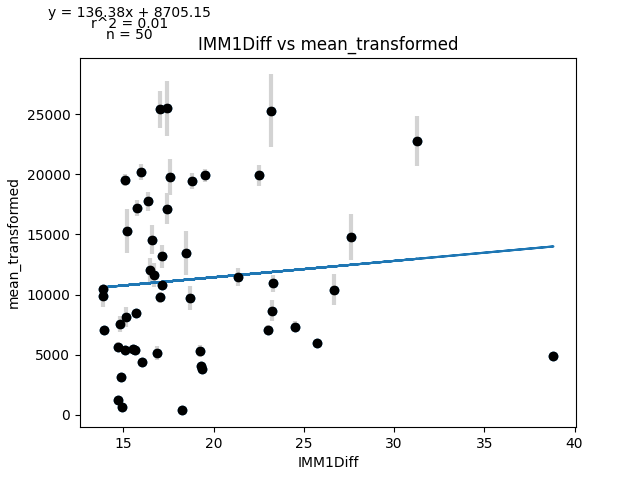 y = 136.38x + 8705.15
r^2 = 0.01
n = 50
IMM1Diff vs mean_transformed
mean_transformed
25000
20000
15000
10000
5000
0
15
20
25
30
35
40
IMM1Diff